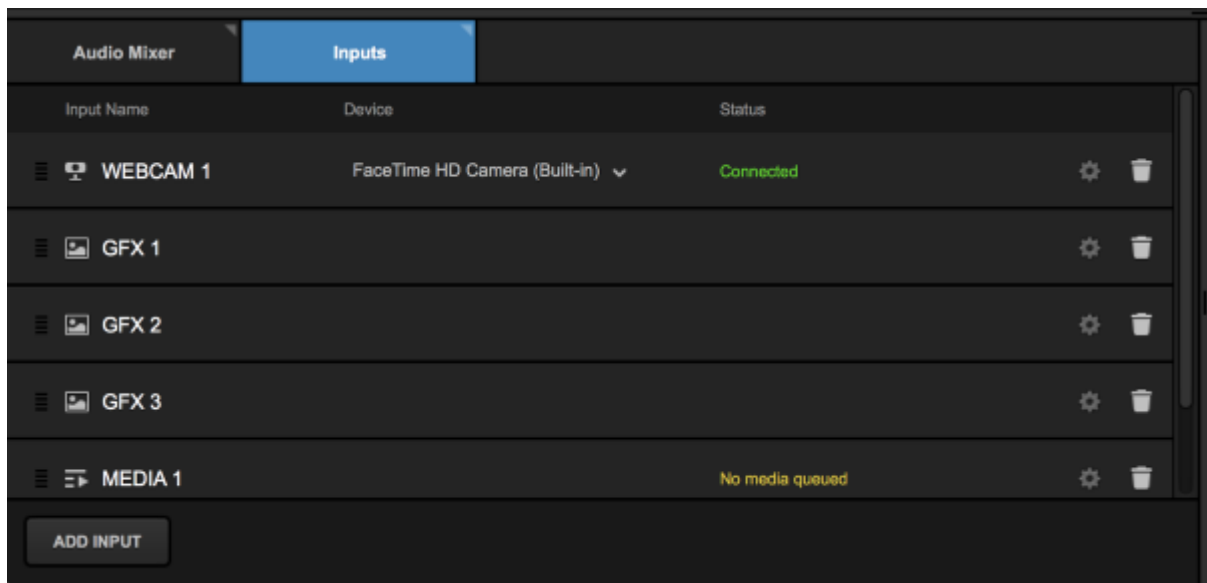 Audio Mixer Inputs
Input Name Device Status
WEBCAM 1 FaceTime HD Camera (Built-in) Connected
GFX 1
GFX 2
GFX 3
MEDIA 1 No media queued
ADD INPUT